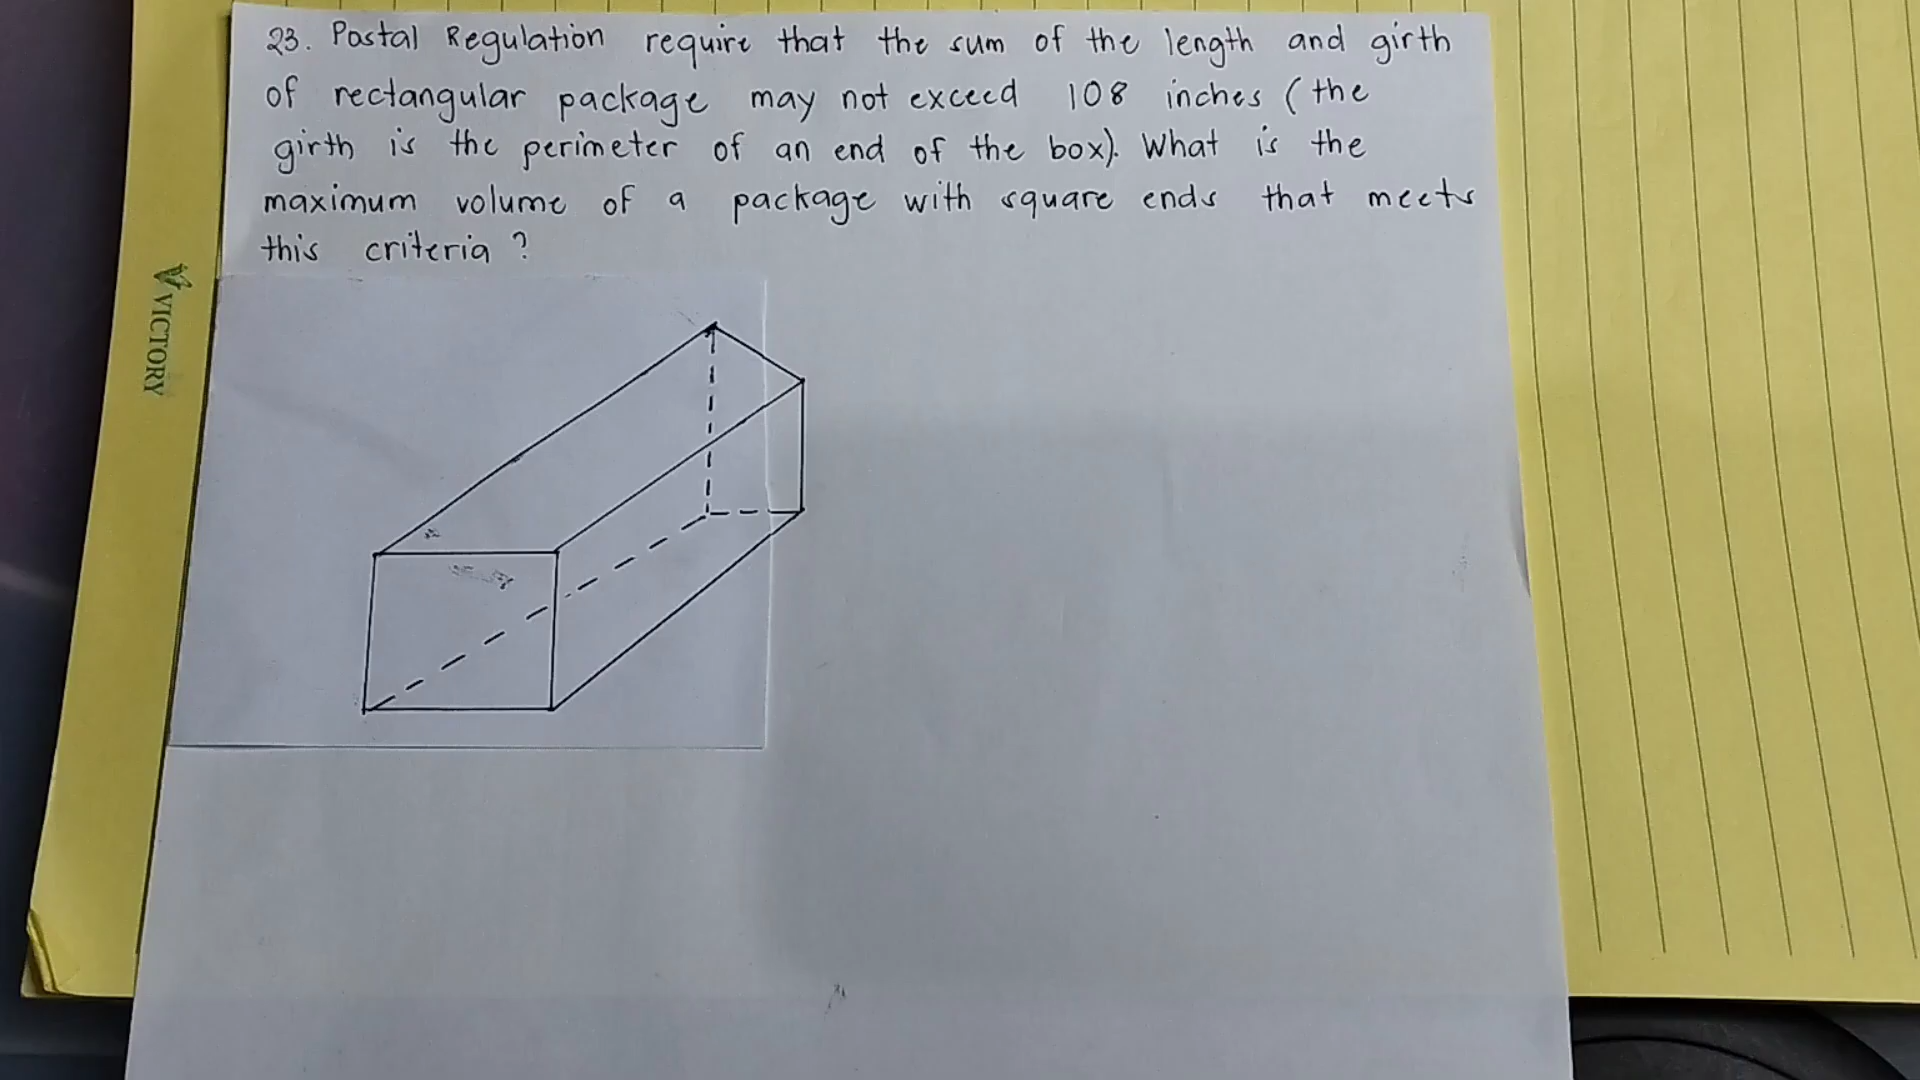 23. Postal Regulation require that the sum of the length and girth
of rectangular package may not exceed 108 inches (the
girth is the perimeter of an end of the box). What is the
maximum volume of a package with square ends that meets
this criteria ?
VICTORY